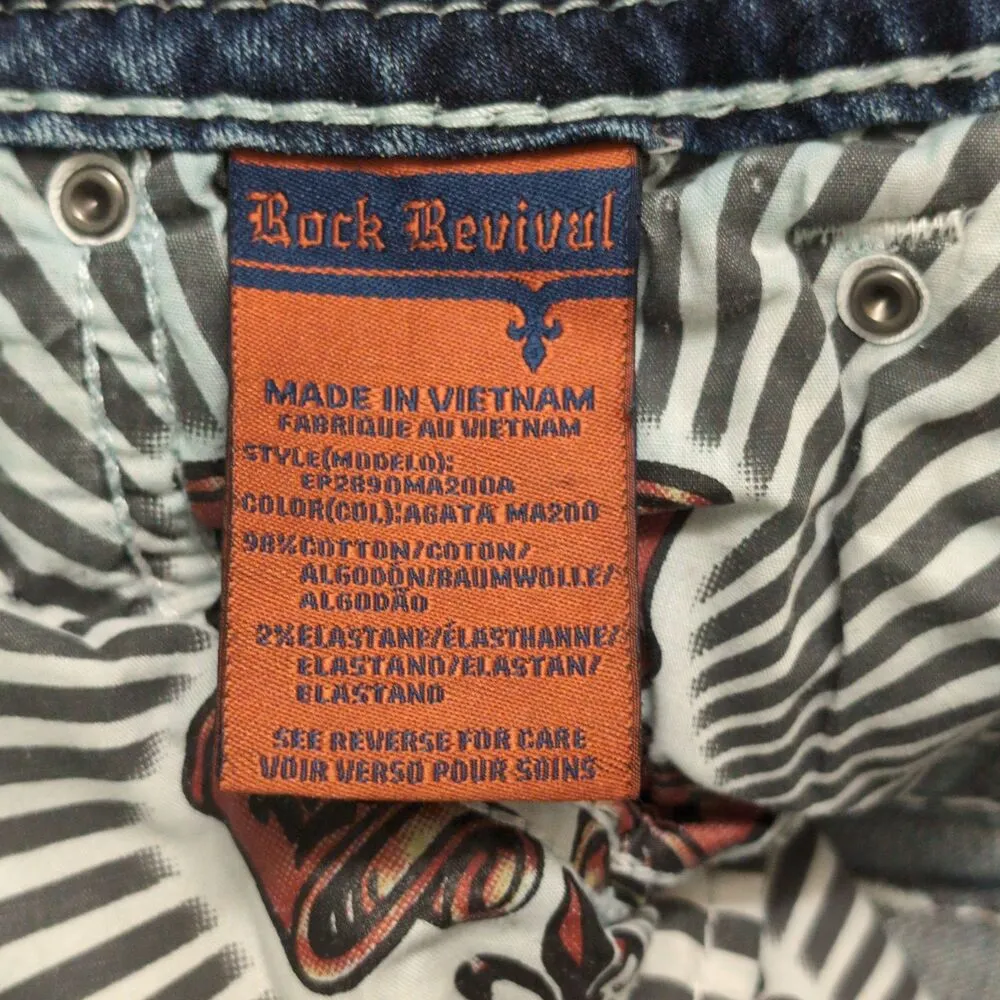 Rock Revival
MADE IN VIETNAM
FABRIQUE AU VIETNAM
STYLE(MODELO):
EP2890MA200A
COLOR(COL):AGATA MA200
98%COTTON/COTON/
ALGODÓN/BAUMWOLLE/
ALGODÃO
2%ELASTANE/ÉLASTHANNE/
ELASTANO/ELASTAN/
ELASTANO
SEE REVERSE FOR CARE
VOIR VERSO POUR SOINS